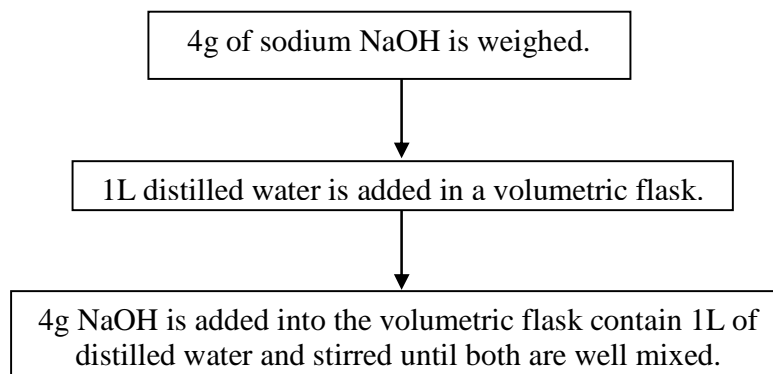 4g of sodium NaOH is weighed.
1L distilled water is added in a volumetric flask.
4g NaOH is added into the volumetric flask contain 1L of
distilled water and stirred until both are well mixed.